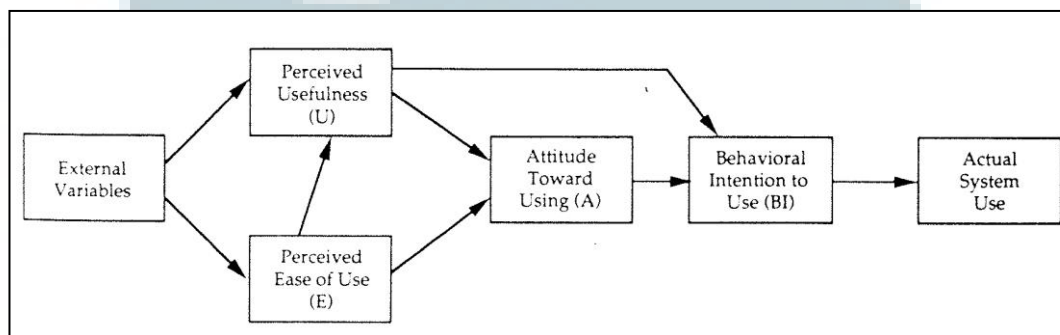 External
Variables
Perceived
Usefulness
(U)
Perceived
Ease of Use
(E)
Attitude
Toward
Using (A)
Behavioral
Intention to
Use (BI)
Actual
System
Use